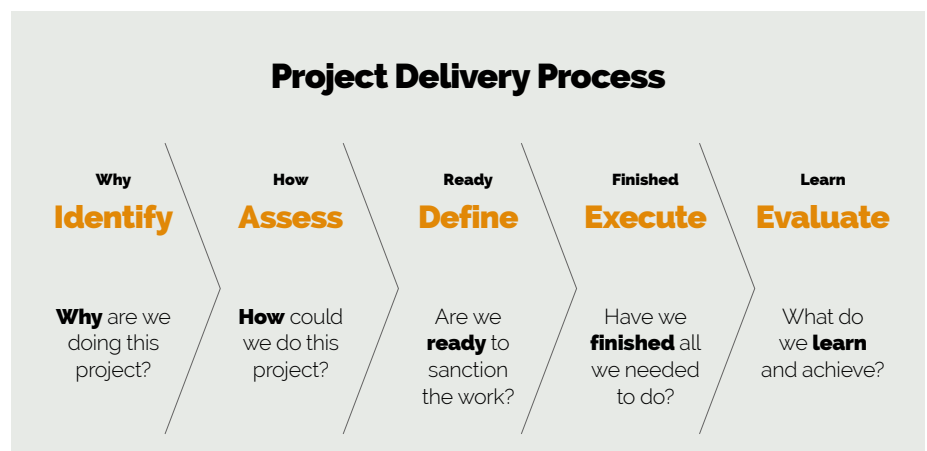 Project Delivery Process
Why
Identify
Why are we
doing this
project?
How
Assess
How could
we do this
project?
Ready
Define
Are we
ready to
sanction
the work?
Finished
Execute
Have we
finished all
we needed
to do?
Learn
Evaluate
What do
we learn
and achieve?